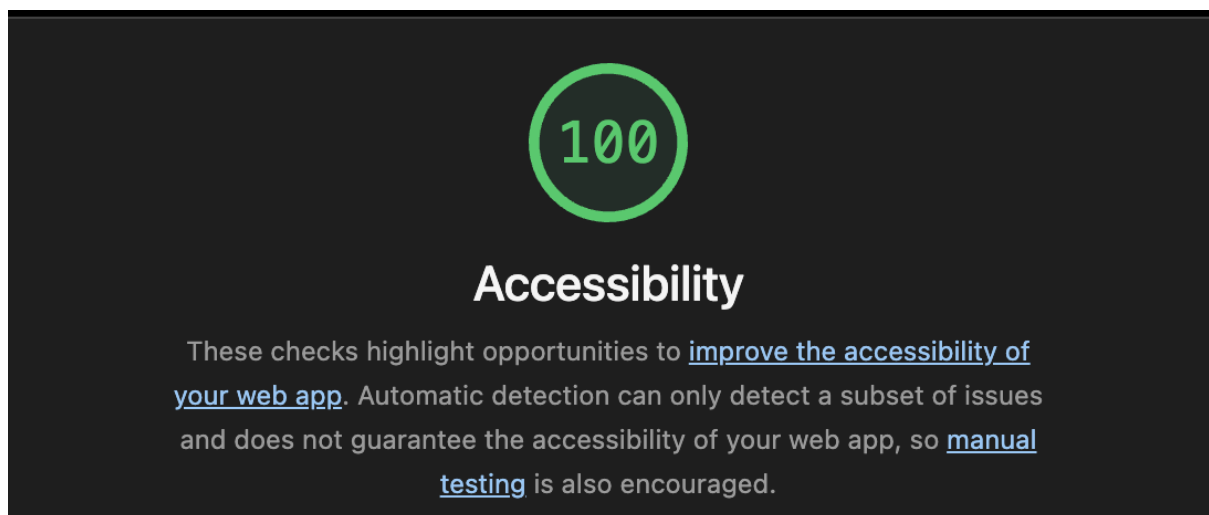 100
Accessibility
These checks highlight opportunities to improve the accessibility of
your web app. Automatic detection can only detect a subset of issues
and does not guarantee the accessibility of your web app, so manual
testing is also encouraged.